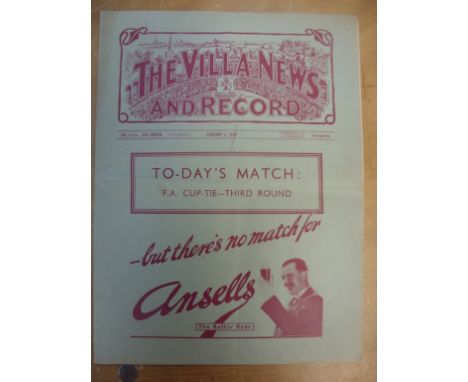 THE VILLA NEWS
AND RECORD
TO-DAY'S MATCH:
F.A. CUP-TIE—THIRD ROUND
—but there's no match for
Ansells
The Better Beer